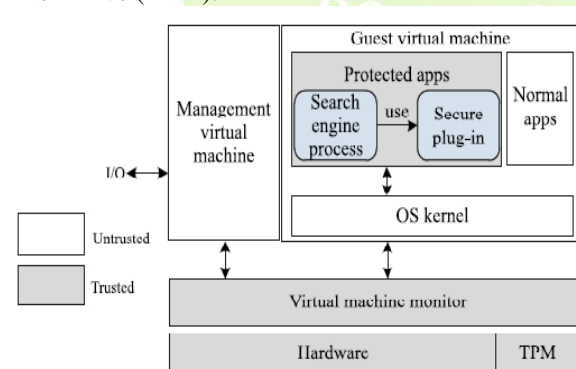 Guest virtual machine
Protected apps
Management
virtual
machine
Search
engine
process
use
Secure
plug-in
Normal
apps
I/O
OS kernel
Untrusted
Trusted
Virtual machine monitor
Hardware
TPM